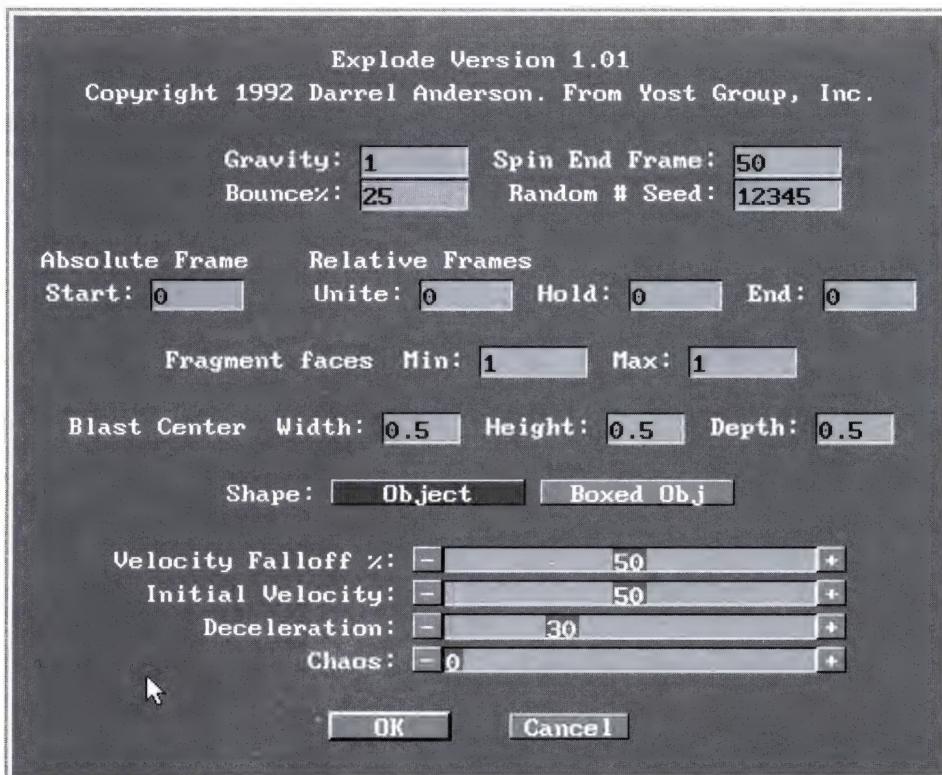 Explode Version 1.01
Copyright 1992 Darrel Anderson. From Yost Group, Inc.
Gravity: 1 Spin End Frame: 50
Bounce%: 25 Random # Seed: 12345
Absolute Frame Relative Frames
Start: 0 Unite: 0 Hold: 0 End: 0
Fragment faces Min: 1 Max: 1
Blast Center Width: 0.5 Height: 0.5 Depth: 0.5
Shape: Object Boxed Obj
Velocity Falloff %: - 50 +
Initial Velocity: - 50 +
Deceleration: - 30 +
Chaos: - 0 +
OK Cancel